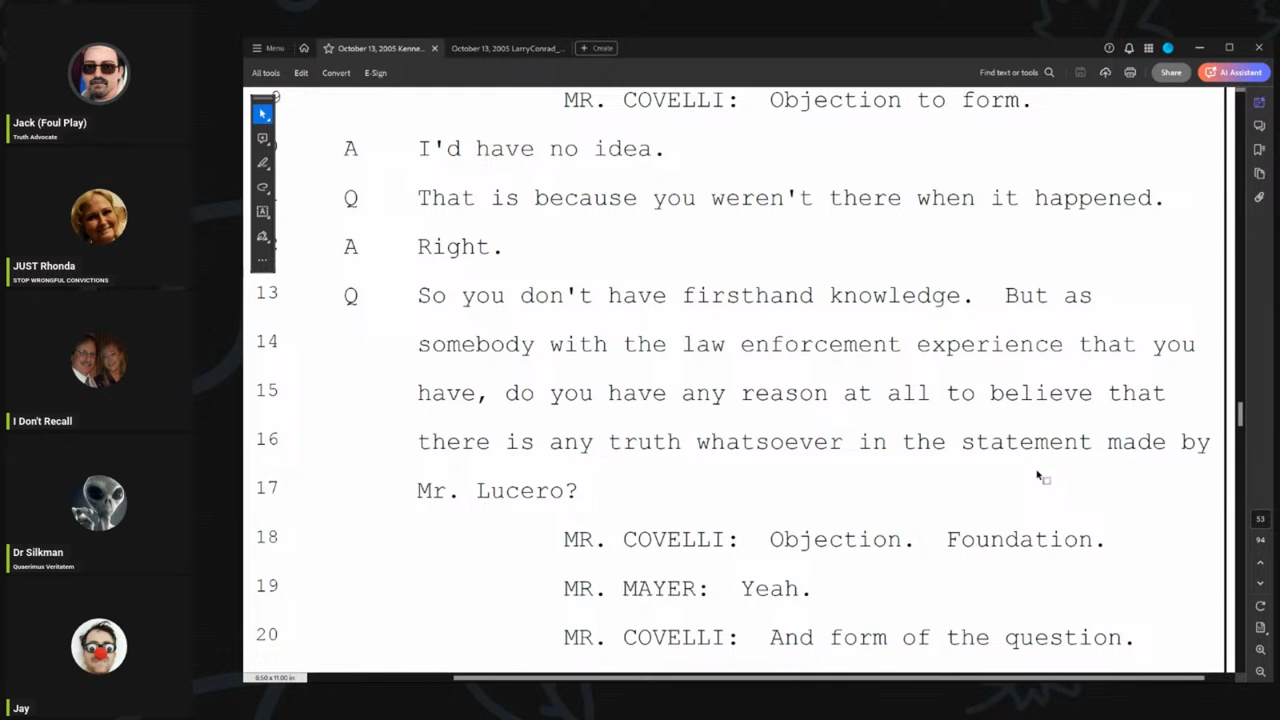 Jack (Foul Play)
Truth Advocate
JUST Rhonda
STOP WRONGFUL CONVICTIONS
I Don't Recall
Dr Silkman
Quaerimus Veritatem
Jay
Menu
October 13, 2005 Kenne...
October 13, 2005 LarryConrad_...
+ Create
All tools
Edit
Convert
E-Sign
Find text or tools
Share
AI Assistant
9 MR. COVELLI: Objection to form.
A I'd have no idea.
Q That is because you weren't there when it happened.
A Right.
13 Q So you don't have firsthand knowledge. But as
14 somebody with the law enforcement experience that you
15 have, do you have any reason at all to believe that
16 there is any truth whatsoever in the statement made by
17 Mr. Lucero?
18 MR. COVELLI: Objection. Foundation.
19 MR. MAYER: Yeah.
20 MR. COVELLI: And form of the question.
53
94
8.50 x 11.00 in